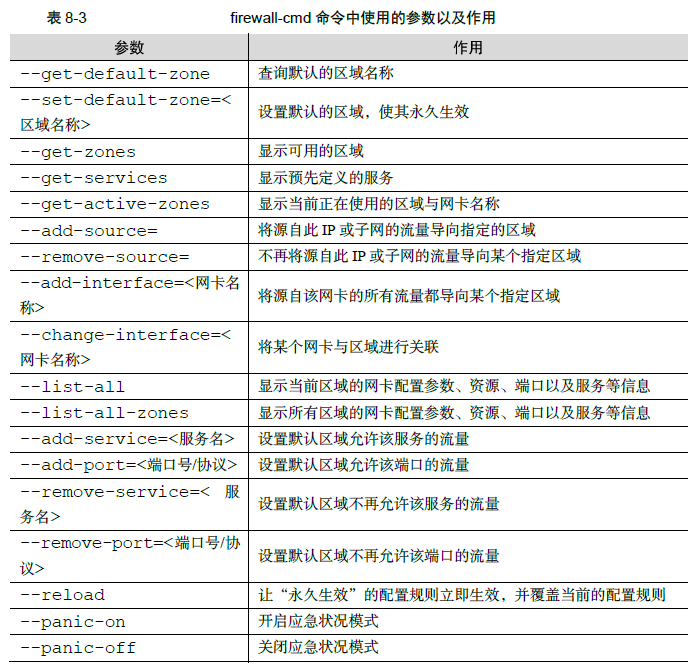 表 8-3 firewall-cmd 命令中使用的参数以及作用
参数 作用
--get-default-zone 查询默认的区域名称
--set-default-zone=<
区域名称> 设置默认的区域，使其永久生效
--get-zones 显示可用的区域
--get-services 显示预先定义的服务
--get-active-zones 显示当前正在使用的区域与网卡名称
--add-source= 将源自此 IP 或子网的流量导向指定的区域
--remove-source= 不再将源自此 IP 或子网的流量导向某个指定区域
--add-interface=<网卡名
称> 将源自该网卡的所有流量都导向某个指定区域
--change-interface=<
网卡名称> 将某个网卡与区域进行关联
--list-all 显示当前区域的网卡配置参数、资源、端口以及服务等信息
--list-all-zones 显示所有区域的网卡配置参数、资源、端口以及服务等信息
--add-service=<服务名> 设置默认区域允许该服务的流量
--add-port=<端口号/协议> 设置默认区域允许该端口的流量
--remove-service=< 服
务名> 设置默认区域不再允许该服务的流量
--remove-port=<端口号/协
议> 设置默认区域不再允许该端口的流量
--reload 让“永久生效”的配置规则立即生效，并覆盖当前的配置规则
--panic-on 开启应急状况模式
--panic-off 关闭应急状况模式